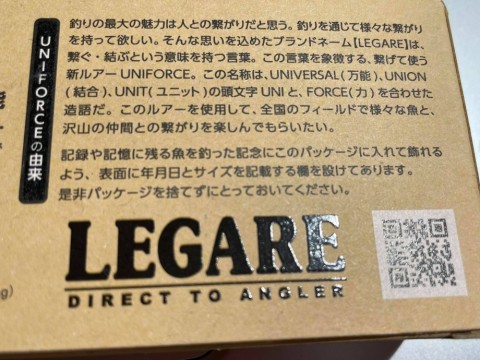 UNIFORCEの由来
釣りの最大の魅力は人との繋がりだと思う。釣りを通じて様々な繋がり
を持って欲しい。そんな思いを込めたブランドネーム【LEGARE】は、
繋ぐ・結ぶという意味を持つ言葉。この言葉を象徴する、繋げて使う
新ルアー UNIFORCE。この名称は、UNIVERSAL(万能)、UNION
(結合)、UNIT(ユニット)の頭文字 UNI と、FORCE(力)を合わせた
造語だ。このルアーを使用して、全国のフィールドで様々な魚と、
沢山の仲間との繋がりを楽しんでもらいたい。
記録や記憶に残る魚を釣った記念にこのパッケージに入れて飾れる
よう、表面に年月日とサイズを記載する欄を設けてあります。
是非パッケージを捨てずにとっておいてください。
LEGARE
DIRECT TO ANGLER
g)